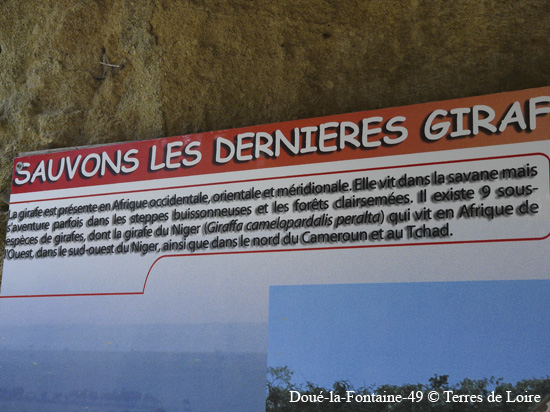 SAUVONS LES DERNIÈRES GIRAF
La girafe est présente en Afrique occidentale, orientale et méridionale. Elle vit dans la savane mais
s'aventure parfois dans les steppes buissonneuses et les forêts clairsemées. Il existe 9 sous-
espèces de girafes, dont la girafe du Niger (Giraffa camelopardalis peralta) qui vit en Afrique de
l'Ouest, dans le sud-ouest du Niger, ainsi que dans le nord du Cameroun et au Tchad.
Doué-la-Fontaine-49 © Terres de Loire